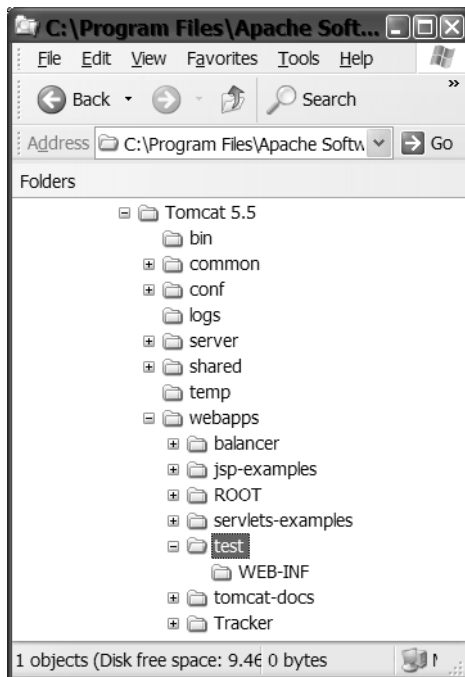 C:\Program Files\Apache Soft...
File Edit View Favorites Tools Help
Back Search »
Address C:\Program Files\Apache Softw Go
Folders
Tomcat 5.5
bin
common
conf
logs
server
shared
temp
webapps
balancer
jsp-examples
ROOT
servlets-examples
test
WEB-INF
tomcat-docs
Tracker
1 objects (Disk free space: 9.46 0 bytes